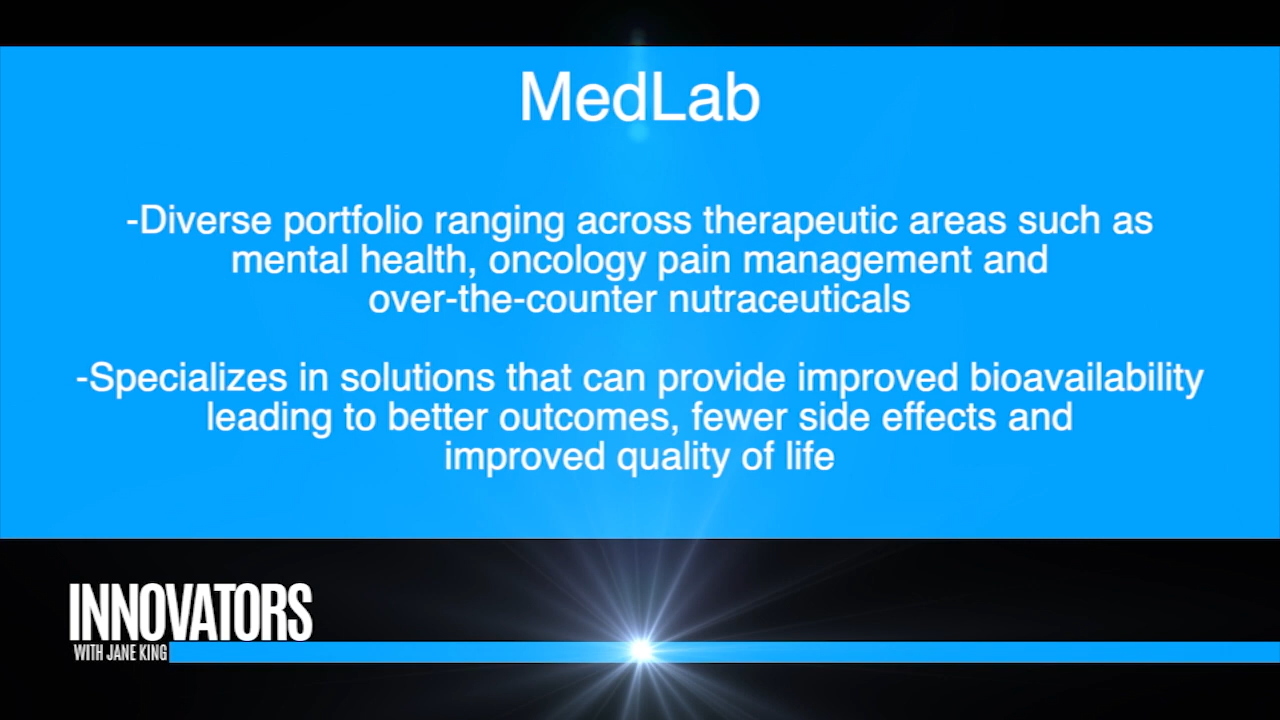 MedLab
-Diverse portfolio ranging across therapeutic areas such as
mental health, oncology pain management and
over-the-counter nutraceuticals
-Specializes in solutions that can provide improved bioavailability
leading to better outcomes, fewer side effects and
improved quality of life
INNOVATORS
WITH JANE KING